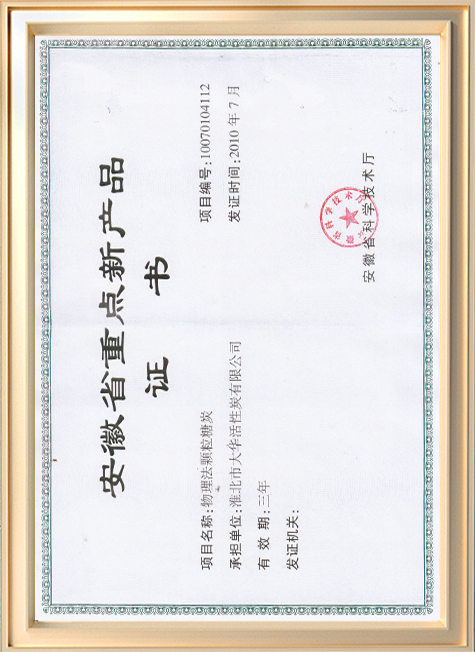 安徽省重点新产品
证书
项目名称:物理法颗粒糖炭
项目编号:10070104112
承担单位:淮北市大华活性炭有限公司
发证时间:2010 年 7 月
有 效 期:三年
发证机关:
安徽省科学技术厅